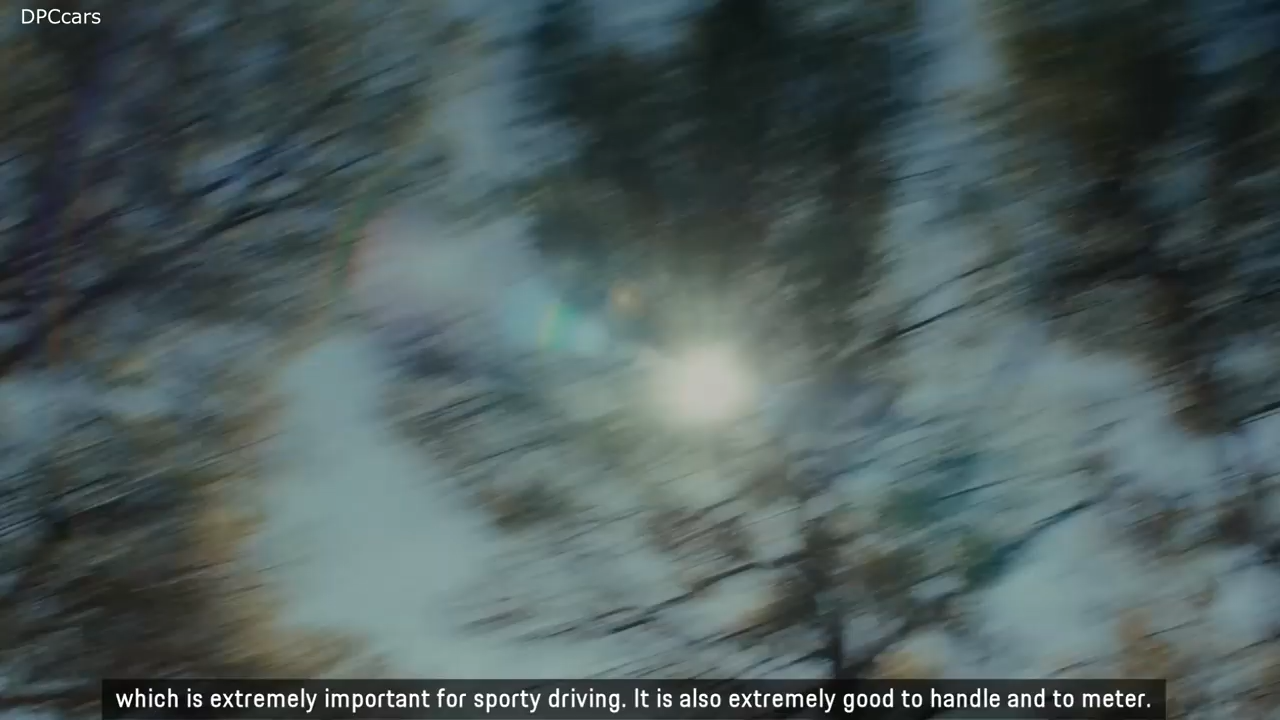 DPCcars
which is extremely important for sporty driving. It is also extremely good to handle and to meter.